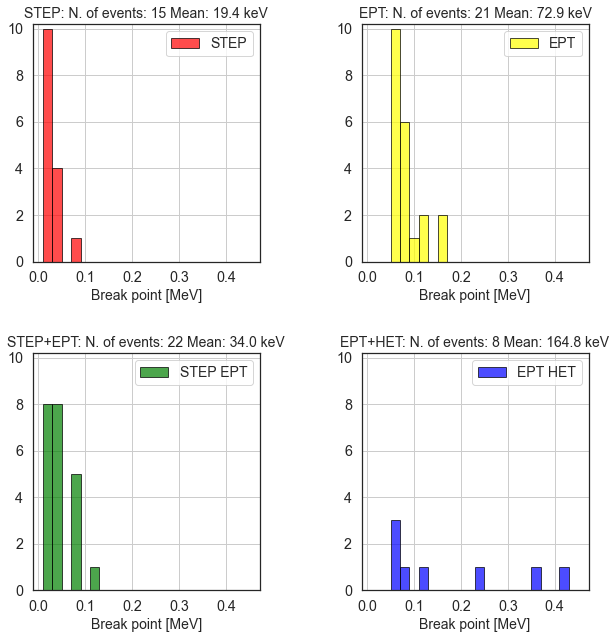 STEP: N. of events: 15 Mean: 19.4 keV
10
8
6
4
2
0
STEP
0.0 0.1 0.2 0.3 0.4
Break point [MeV]
EPT: N. of events: 21 Mean: 72.9 keV
10
8
6
4
2
0
EPT
0.0 0.1 0.2 0.3 0.4
Break point [MeV]
STEP+EPT: N. of events: 22 Mean: 34.0 keV
10
8
6
4
2
0
STEP EPT
0.0 0.1 0.2 0.3 0.4
Break point [MeV]
EPT+HET: N. of events: 8 Mean: 164.8 keV
10
8
6
4
2
0
EPT HET
0.0 0.1 0.2 0.3 0.4
Break point [MeV]